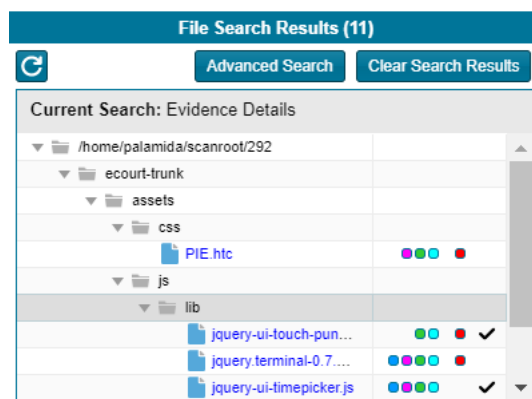 File Search Results (11)
Advanced Search Clear Search Results
Current Search: Evidence Details
/home/palamida/scanroot/292
ecourt-trunk
assets
css
PIE.htc
js
lib
jquery-ui-touch-pun...
jquery.terminal-0.7....
jquery-ui-timepicker.js